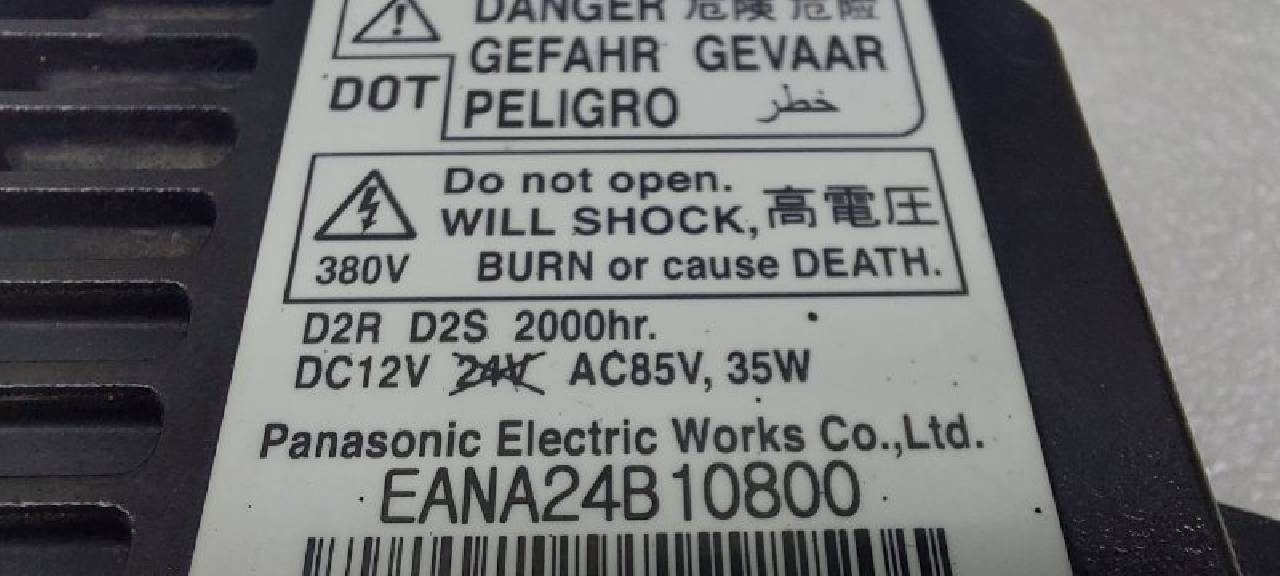 DANGER 危険 危险
GEFAHR GEVAAR
DOT
PELIGRO خطر
Do not open.
WILL SHOCK, 高電圧
380V BURN or cause DEATH.
D2R D2S 2000hr.
DC12V 24V AC85V, 35W
Panasonic Electric Works Co.,Ltd.
EANA24B10800